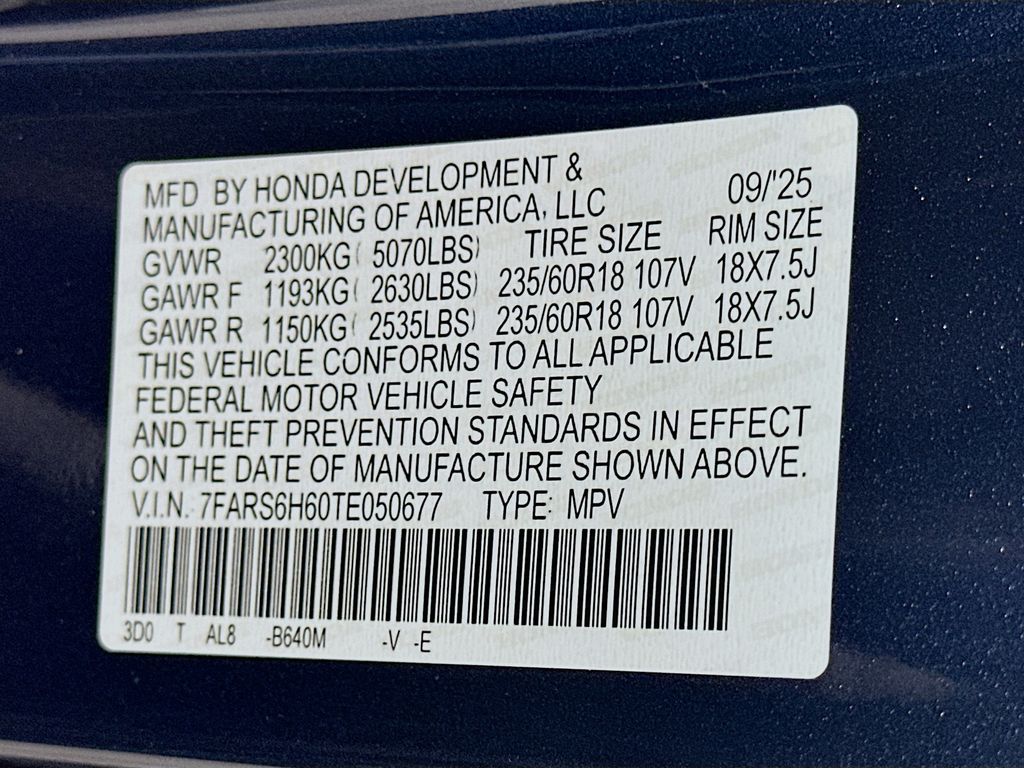 MFD BY HONDA DEVELOPMENT &
MANUFACTURING OF AMERICA, LLC 09/'25
GVWR 2300KG( 5070LBS) TIRE SIZE RIM SIZE
GAWR F 1193KG( 2630LBS) 235/60R18 107V 18X7.5J
GAWR R 1150KG( 2535LBS) 235/60R18 107V 18X7.5J
THIS VEHICLE CONFORMS TO ALL APPLICABLE
FEDERAL MOTOR VEHICLE SAFETY
AND THEFT PREVENTION STANDARDS IN EFFECT
ON THE DATE OF MANUFACTURE SHOWN ABOVE.
V.I.N. 7FARS6H60TE050677 TYPE: MPV
3D0 T AL8 -B640M -V -E